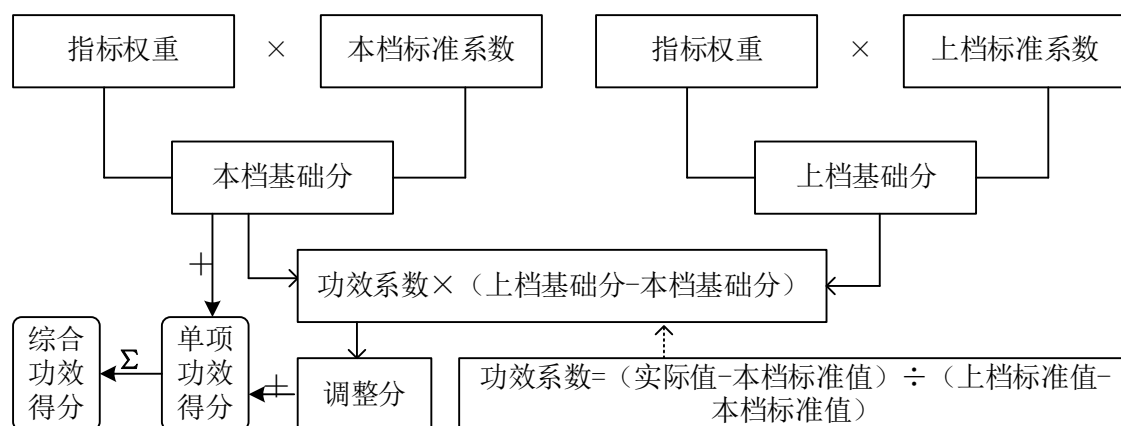 指标权重 × 本档标准系数 指标权重 × 上档标准系数
本档基础分 上档基础分
+
功效系数×（上档基础分-本档基础分）
综合
功效
得分
Σ
单项
功效
得分
+
调整分
功效系数=（实际值-本档标准值）÷（上档标准值-
本档标准值）